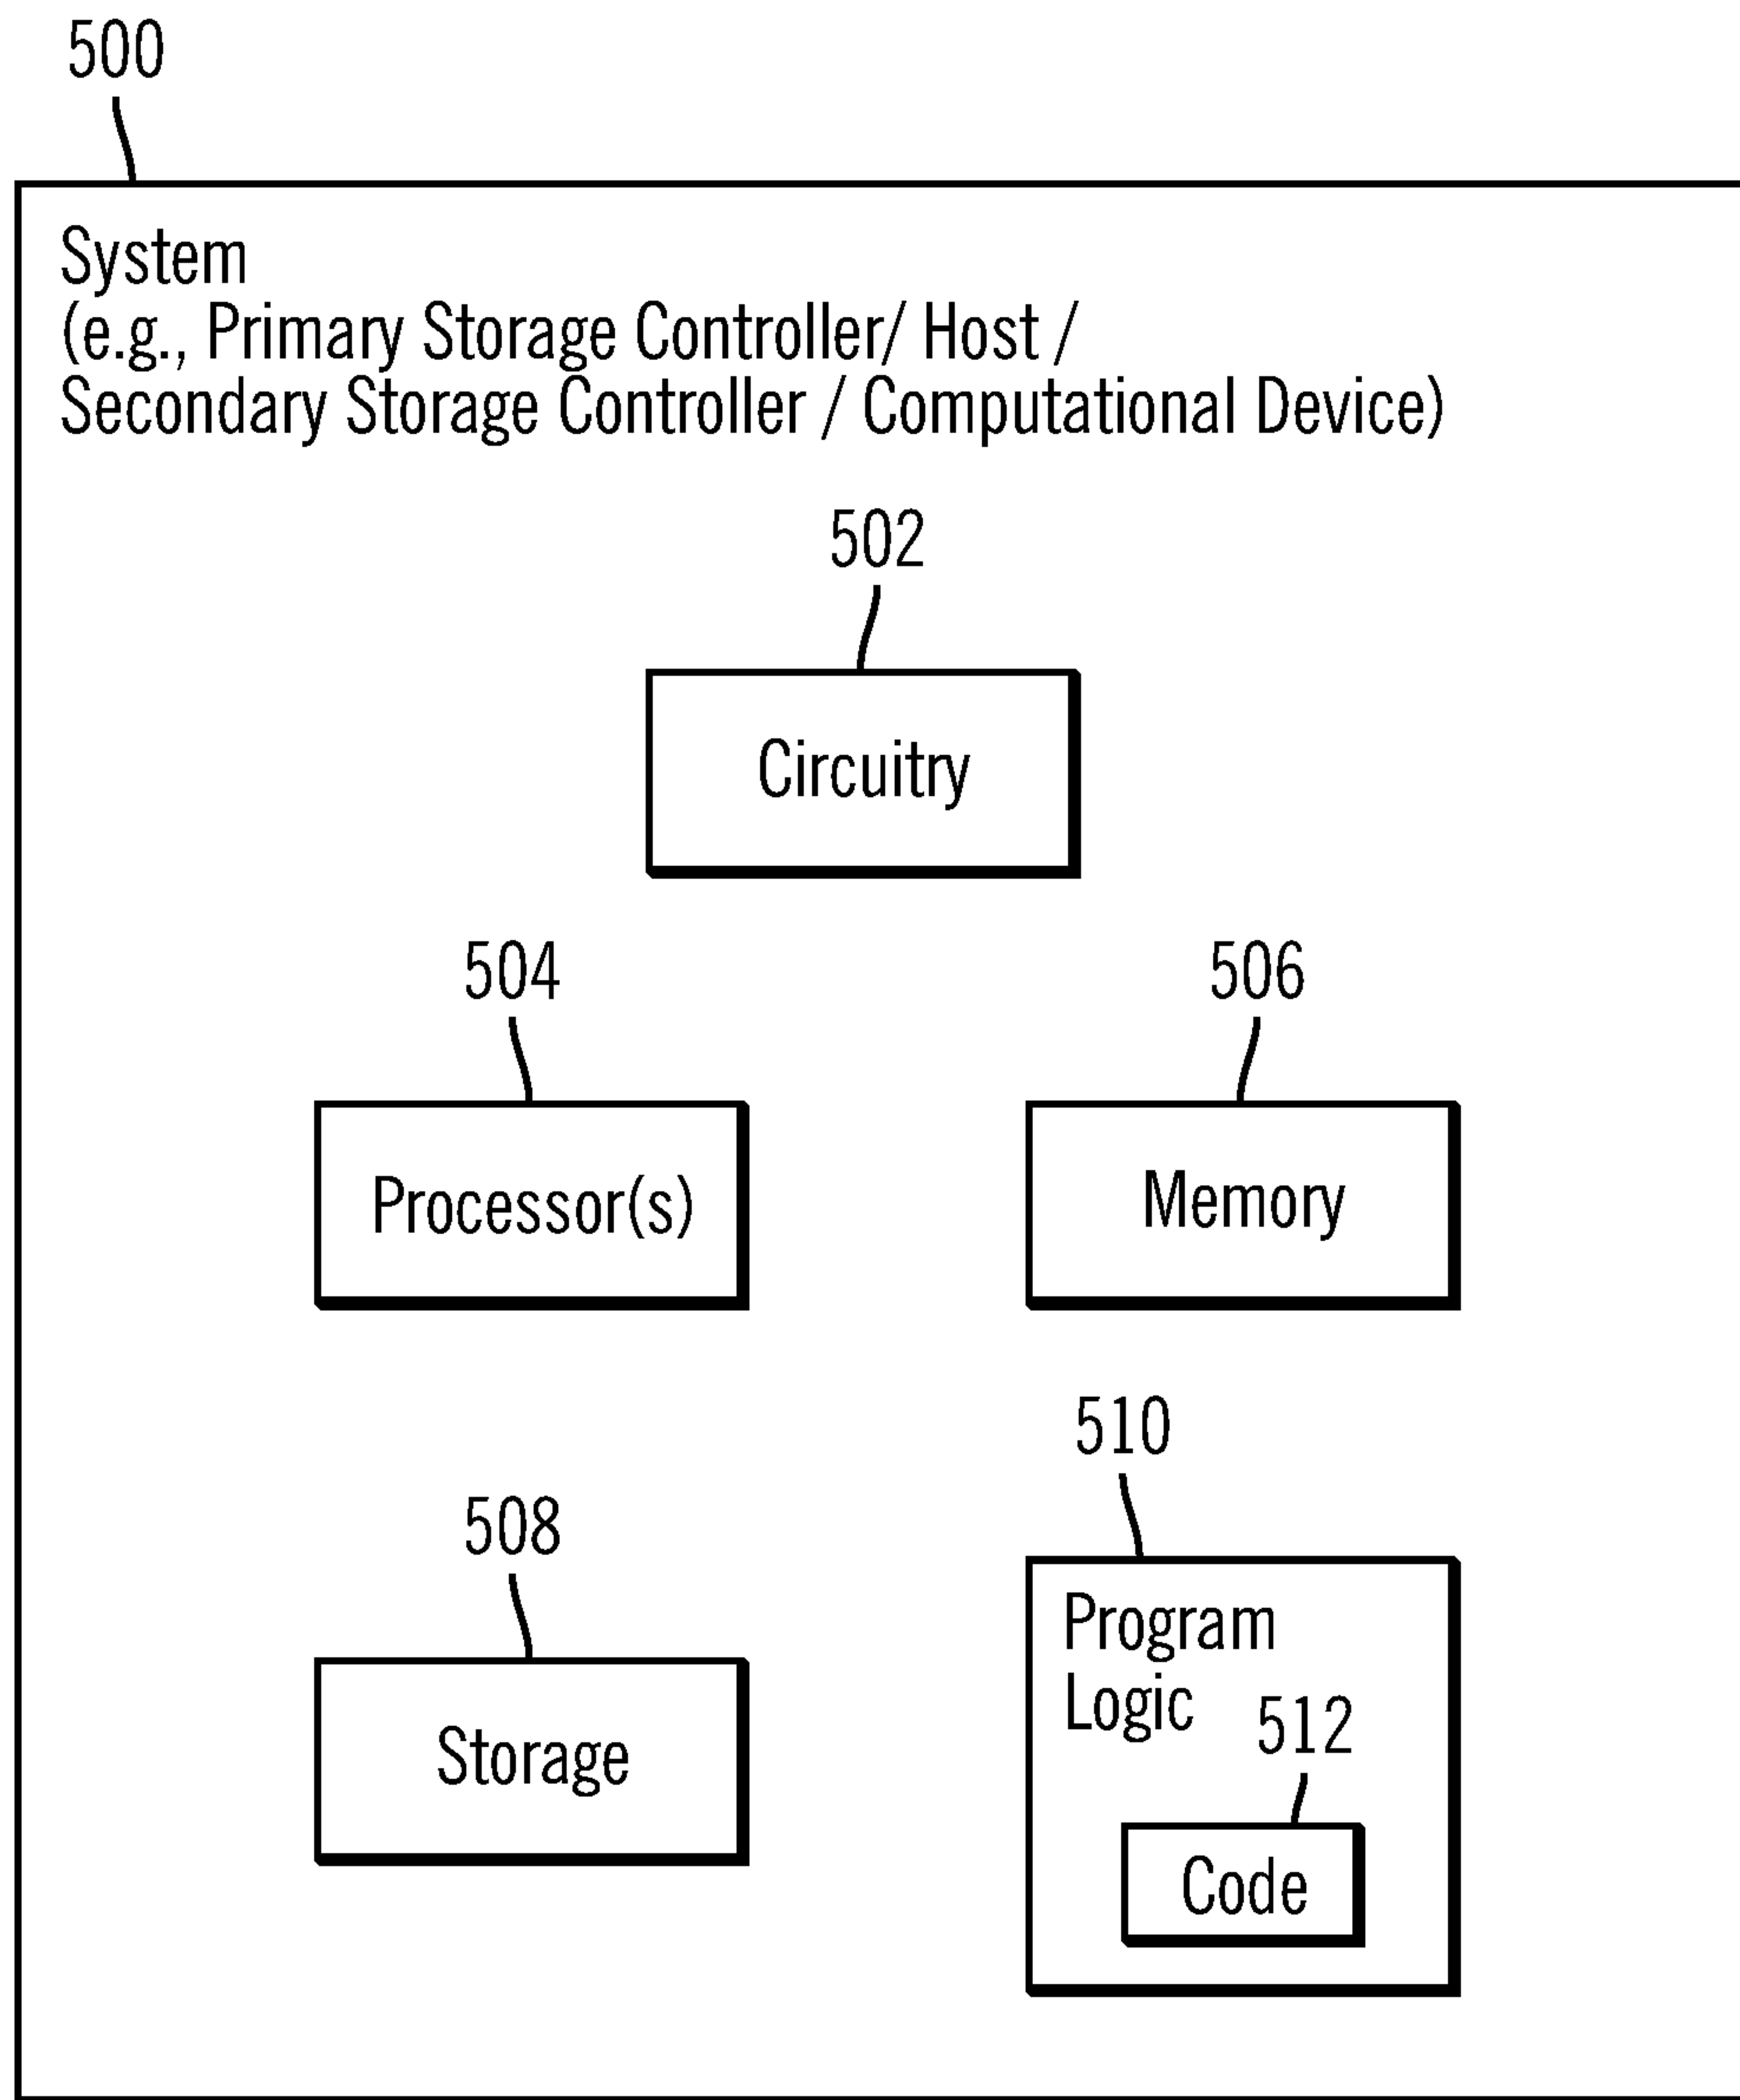 500
System
(e.g., Primary Storage Controller/ Host /
Secondary Storage Controller / Computational Device)
502
Circuitry
504
506
Processor(s)
Memory
510
508
Program
Logic
512
Storage
Code